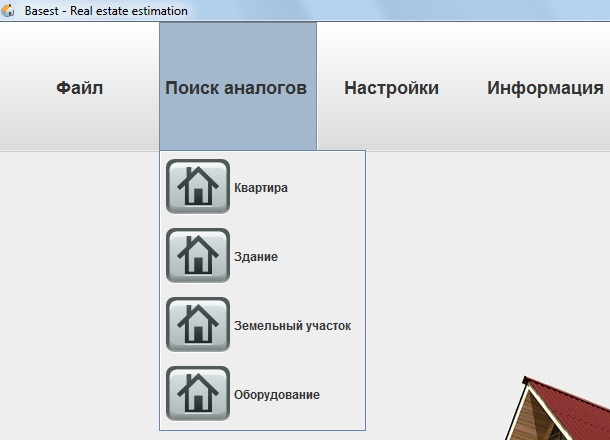 Basest - Real estate estimation
Файл Поиск аналогов Настройки Информация
Квартира
Здание
Земельный участок
Оборудование